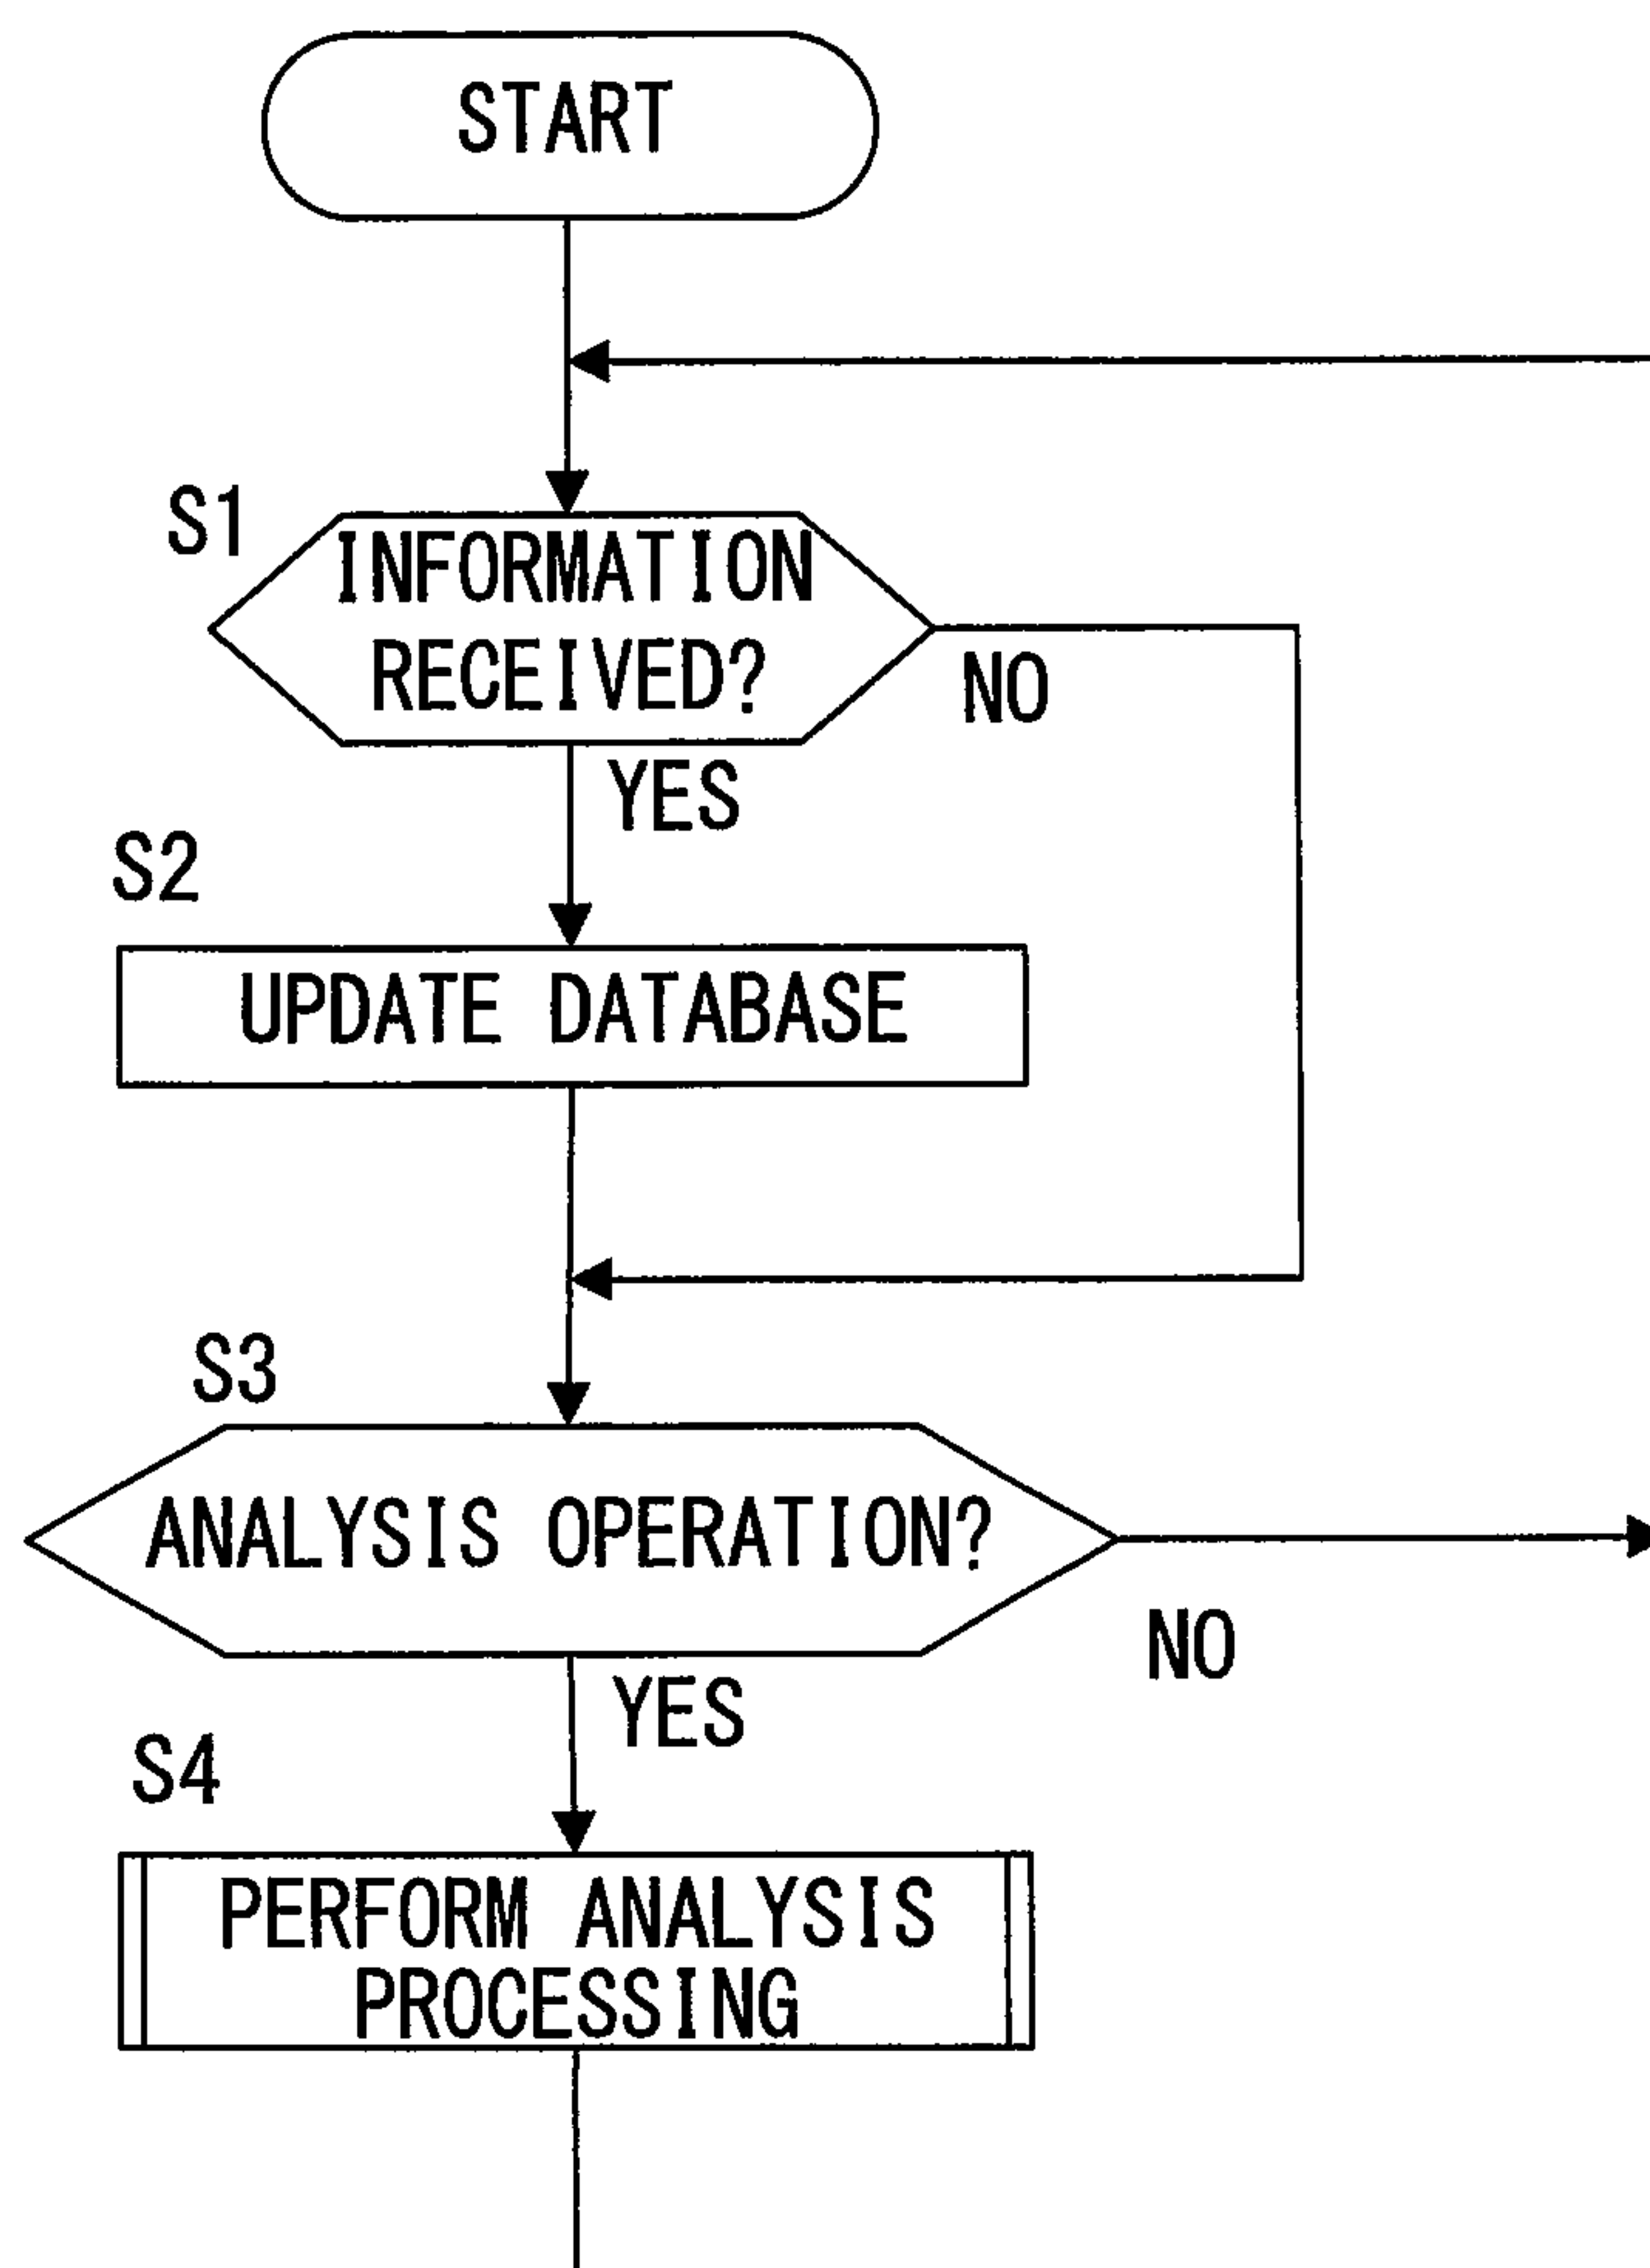 START
S1
INFORMATION
RECEIVED?
NO
YES
S2
UPDATE DATABASE
S3
ANALYSIS OPERATION?
NO
YES
S4
PERFORM ANALYSIS
PROCESSING